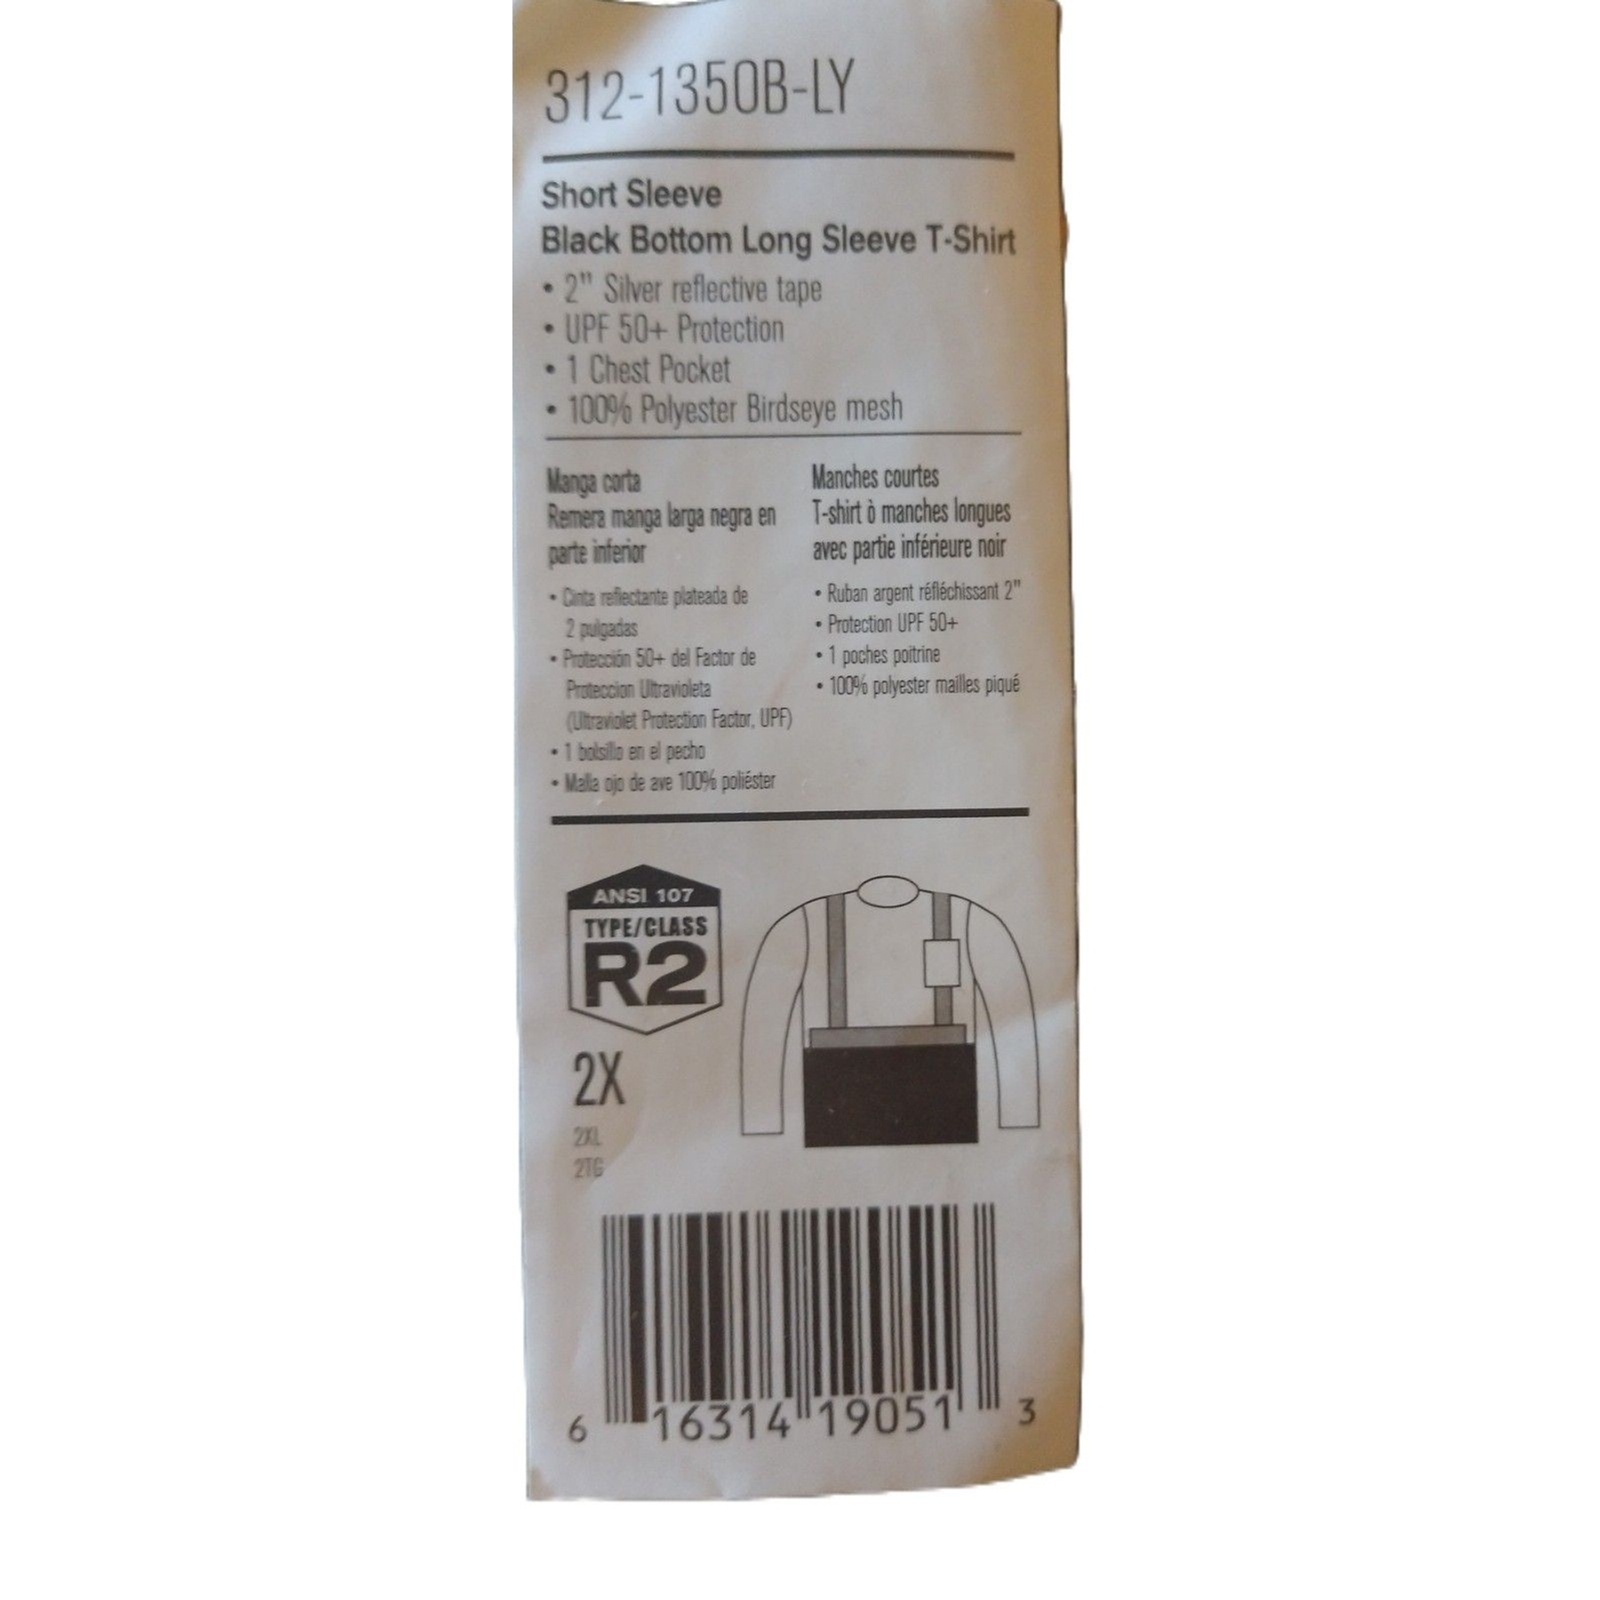 312-1350B-LY
Short Sleeve
Black Bottom Long Sleeve T-Shirt
• 2" Silver reflective tape
• UPF 50+ Protection
• 1 Chest Pocket
• 100% Polyester Birdseye mesh
Manga corta
Remera manga larga negra en
parte inferior
• Cinta reflectante plateada de
2 pulgadas
• Protección 50+ del Factor de
Proteccion Ultravioleta
(Ultraviolet Protection Factor, UPF)
• 1 bolsillo en el pecho
• Malla ojo de ave 100% poliéster
Manches courtes
T-shirt ò manches longues
avec partie inférieure noir
• Ruban argent réfléchissant 2"
• Protection UPF 50+
• 1 poches poitrine
• 100% polyester mailles piqué
ANSI 107
TYPE/CLASS
R2
2X
2XL
2TG
6 16314 19051 3